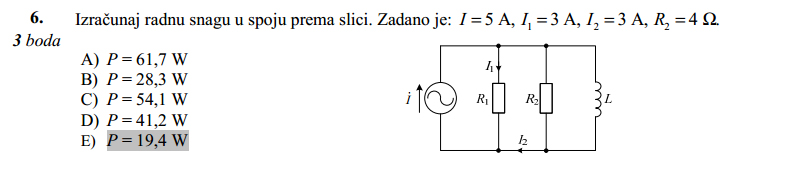 6. Izračunaj radnu snagu u spoju prema slici. Zadano je: I = 5 A, I₁ = 3 A, I₂ = 3 A, R₂ = 4 Ω.
3 boda
A) P = 61,7 W
B) P = 28,3 W
C) P = 54,1 W
D) P = 41,2 W
E) P = 19,4 W
I₁
i
R₁
R₂
L
I₂